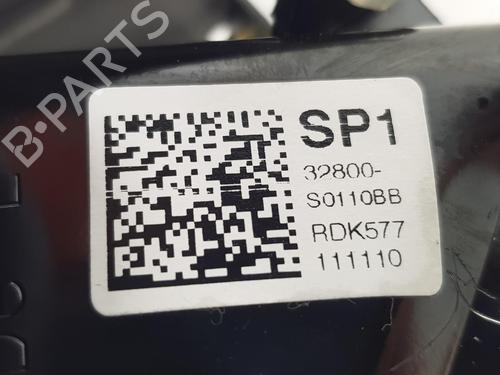 B-PARTS
SP1
32800-
S0110BB
RDK577
111110